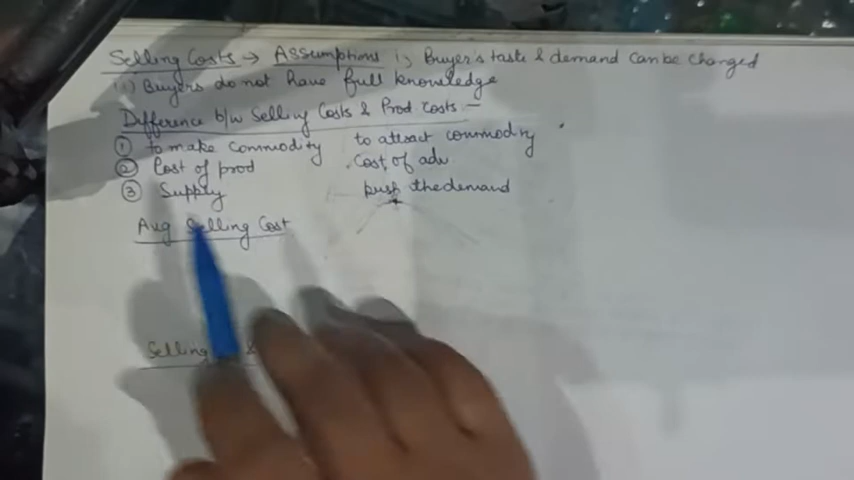 Selling Costs → Assumptions i) Buyer's taste & demand can be changed
(ii) Buyers do not have full knowledge
Difference b/w Selling Costs & Prod Costs :-
① to make commodity to attract commodity
② Cost of prod Cost of adv
③ Supply push the demand
Avg Selling Cost
Selling &